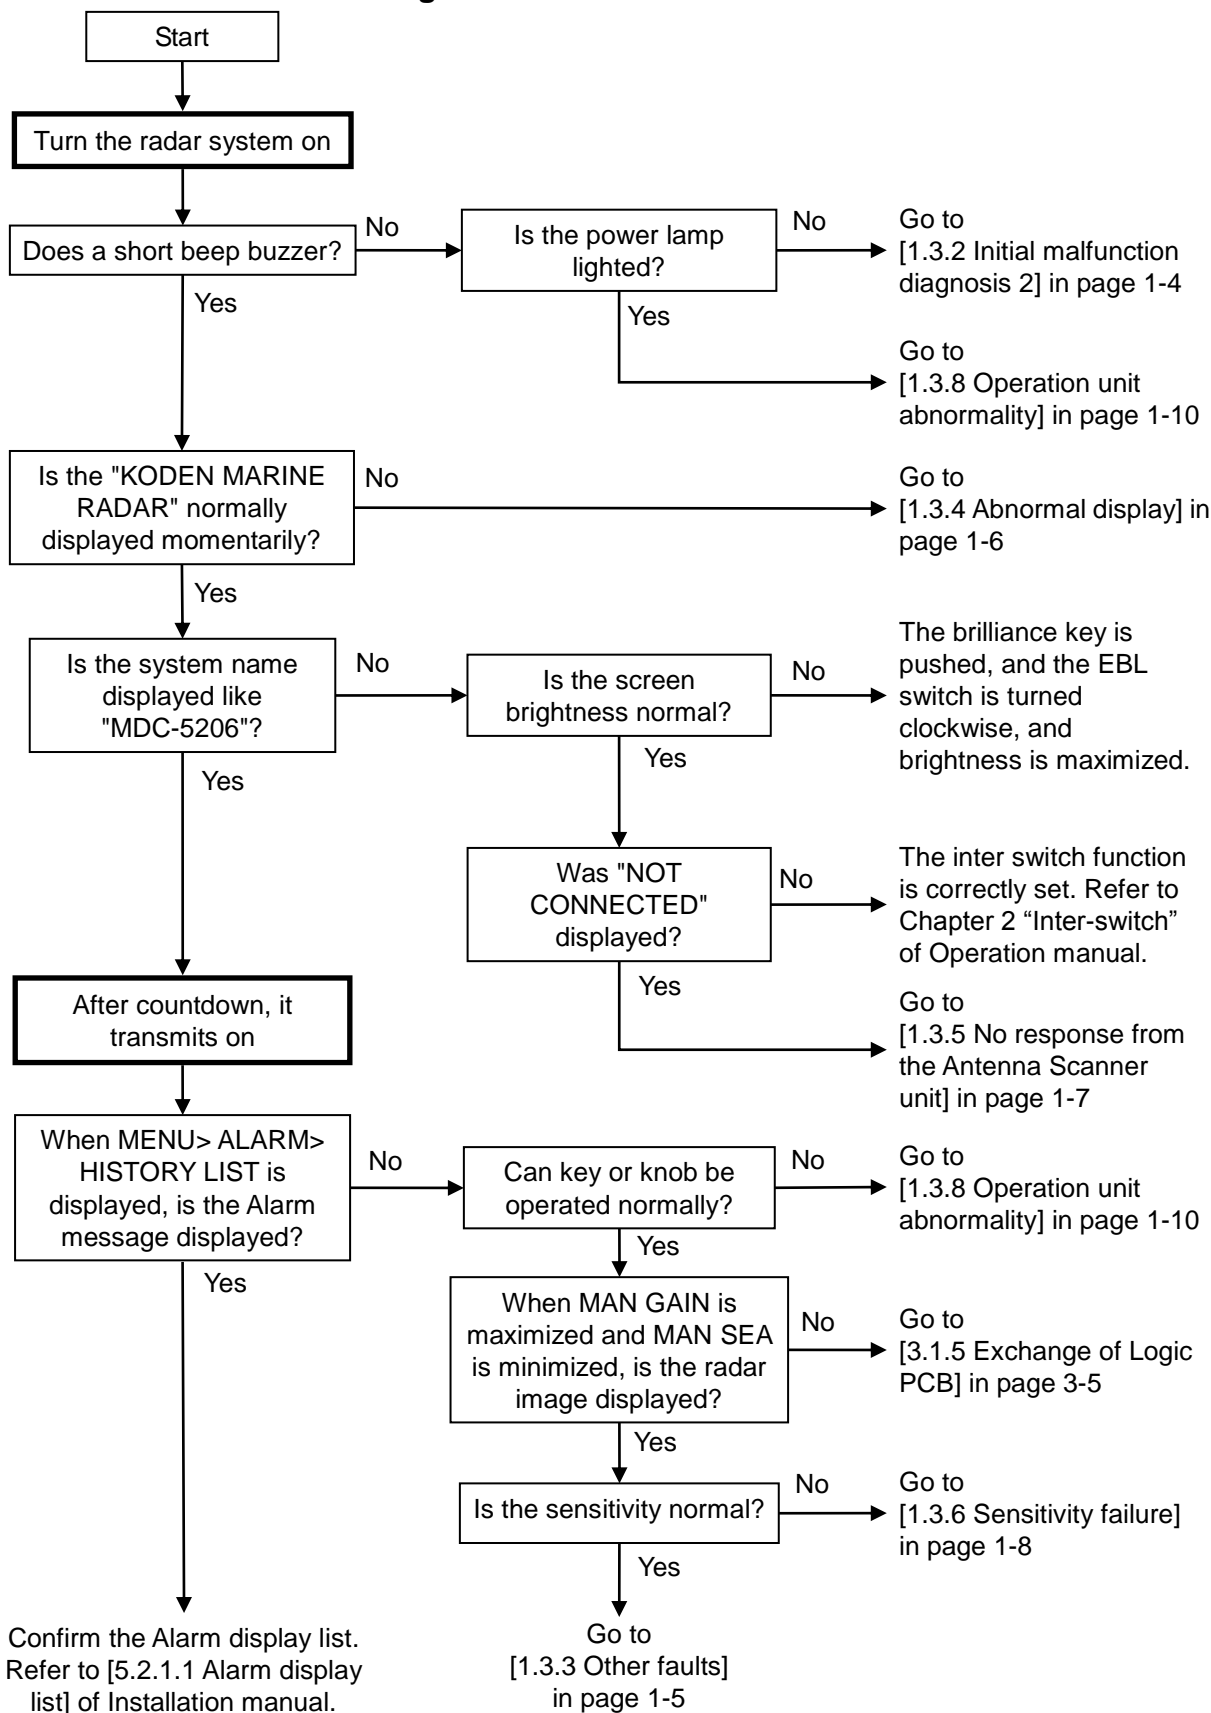 Start
Turn the radar system on
Does a short beep buzzer?
No
Is the power lamp
lighted?
No
Go to
[1.3.2 Initial malfunction
diagnosis 2] in page 1-4
Yes
Yes
Go to
[1.3.8 Operation unit
abnormality] in page 1-10
Is the "KODEN MARINE
RADAR" normally
displayed momentarily?
No
Go to
[1.3.4 Abnormal display] in
page 1-6
Yes
Is the system name
displayed like
"MDC-5206"?
No
Is the screen
brightness normal?
No
The brilliance key is
pushed, and the EBL
switch is turned
clockwise, and
brightness is maximized.
Yes
Yes
Was "NOT
CONNECTED"
displayed?
No
The inter switch function
is correctly set. Refer to
Chapter 2 “Inter-switch”
of Operation manual.
Yes
Go to
[1.3.5 No response from
the Antenna Scanner
unit] in page 1-7
After countdown, it
transmits on
When MENU> ALARM>
HISTORY LIST is
displayed, is the Alarm
message displayed?
No
Can key or knob be
operated normally?
No
Go to
[1.3.8 Operation unit
abnormality] in page 1-10
Yes
Yes
When MAN GAIN is
maximized and MAN SEA
is minimized, is the radar
image displayed?
No
Go to
[3.1.5 Exchange of Logic
PCB] in page 3-5
Yes
Is the sensitivity normal?
No
Go to
[1.3.6 Sensitivity failure]
in page 1-8
Yes
Confirm the Alarm display list.
Refer to [5.2.1.1 Alarm display
list] of Installation manual.
Go to
[1.3.3 Other faults]
in page 1-5